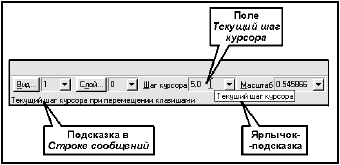 Поле
Текущий шаг
курсора
Вид... 1 Слой... 0 Шаг курсора 5.0 Масштаб 0.545866
Текущий шаг курсора при перемещении клавишами
Текущий шаг курсора
Подсказка в
Строке сообщений
Ярлычок-
-подсказка